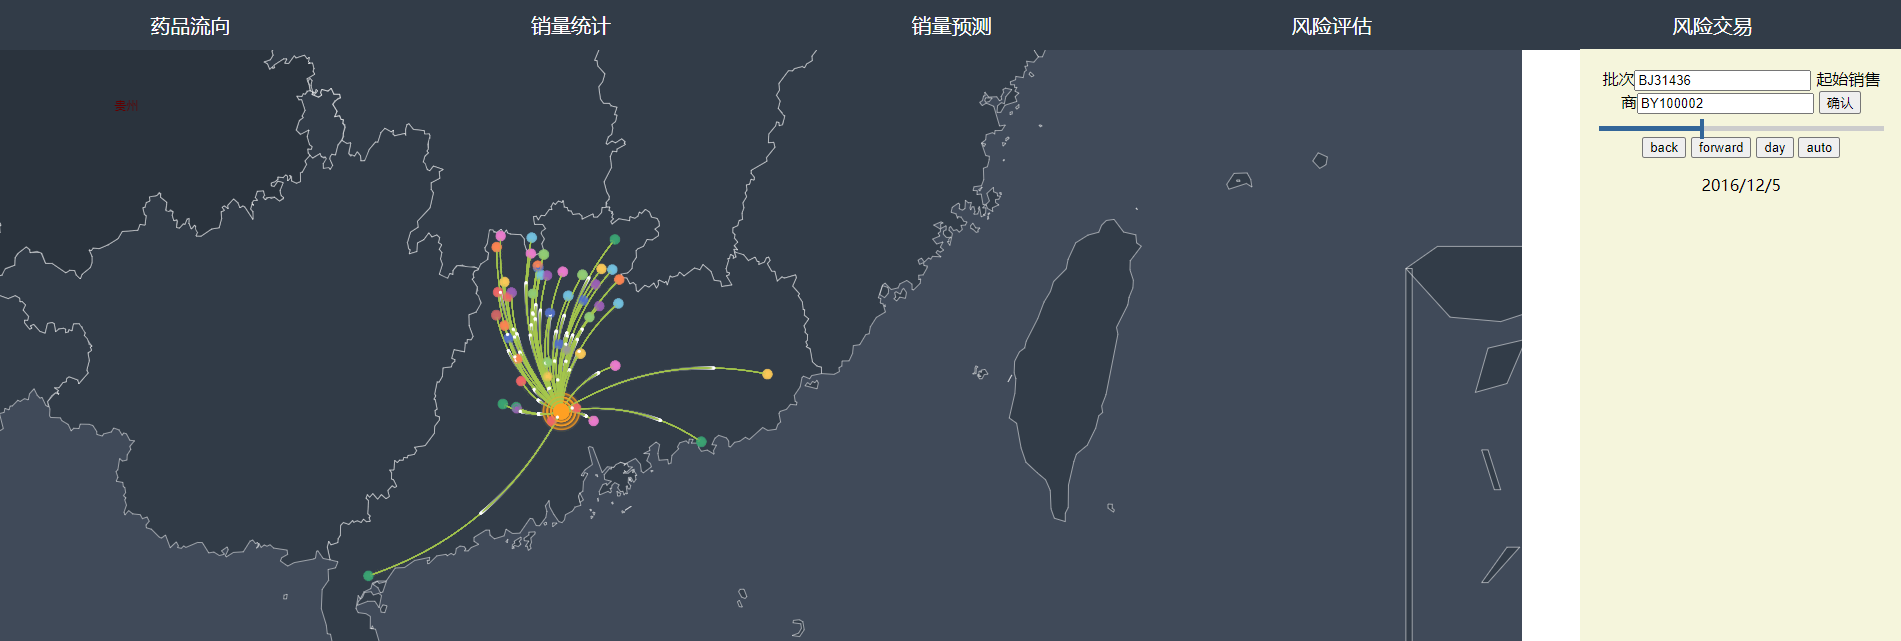 药品流向 销量统计 销量预测 风险评估 风险交易
贵州
批次 BJ31436 起始销售
商 BY100002 确认
back forward day auto
2016/12/5